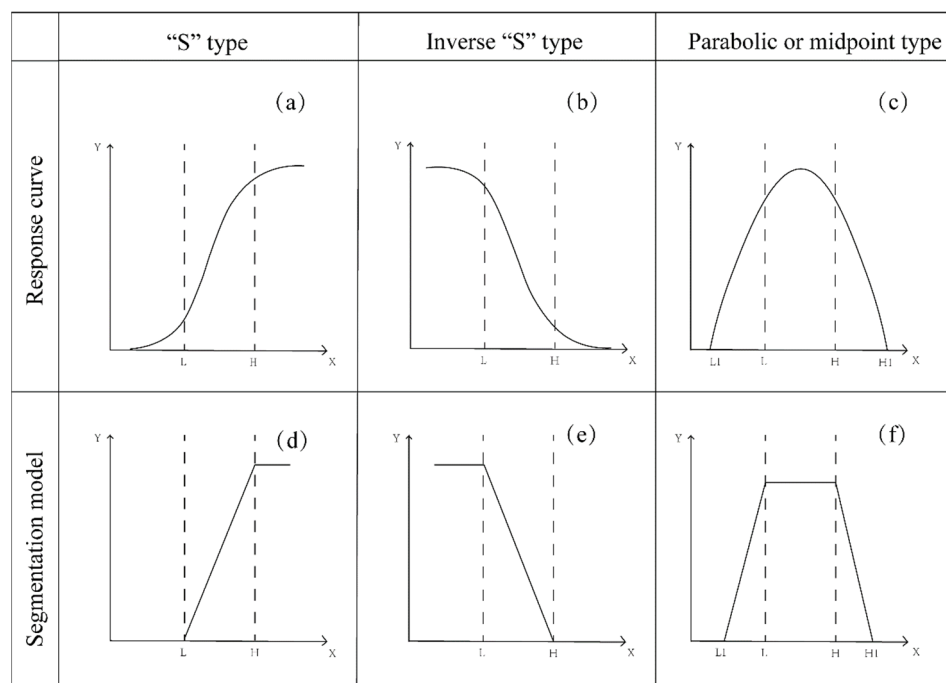 “S” type
Inverse “S” type
Parabolic or midpoint type
Response curve
(a)
Y
L
H
X
(b)
Y
L
H
X
(c)
Y
L1
L
H
H1
X
Segmentation model
(d)
Y
L
H
X
(e)
Y
L
H
X
(f)
Y
L1
L
H
H1
X